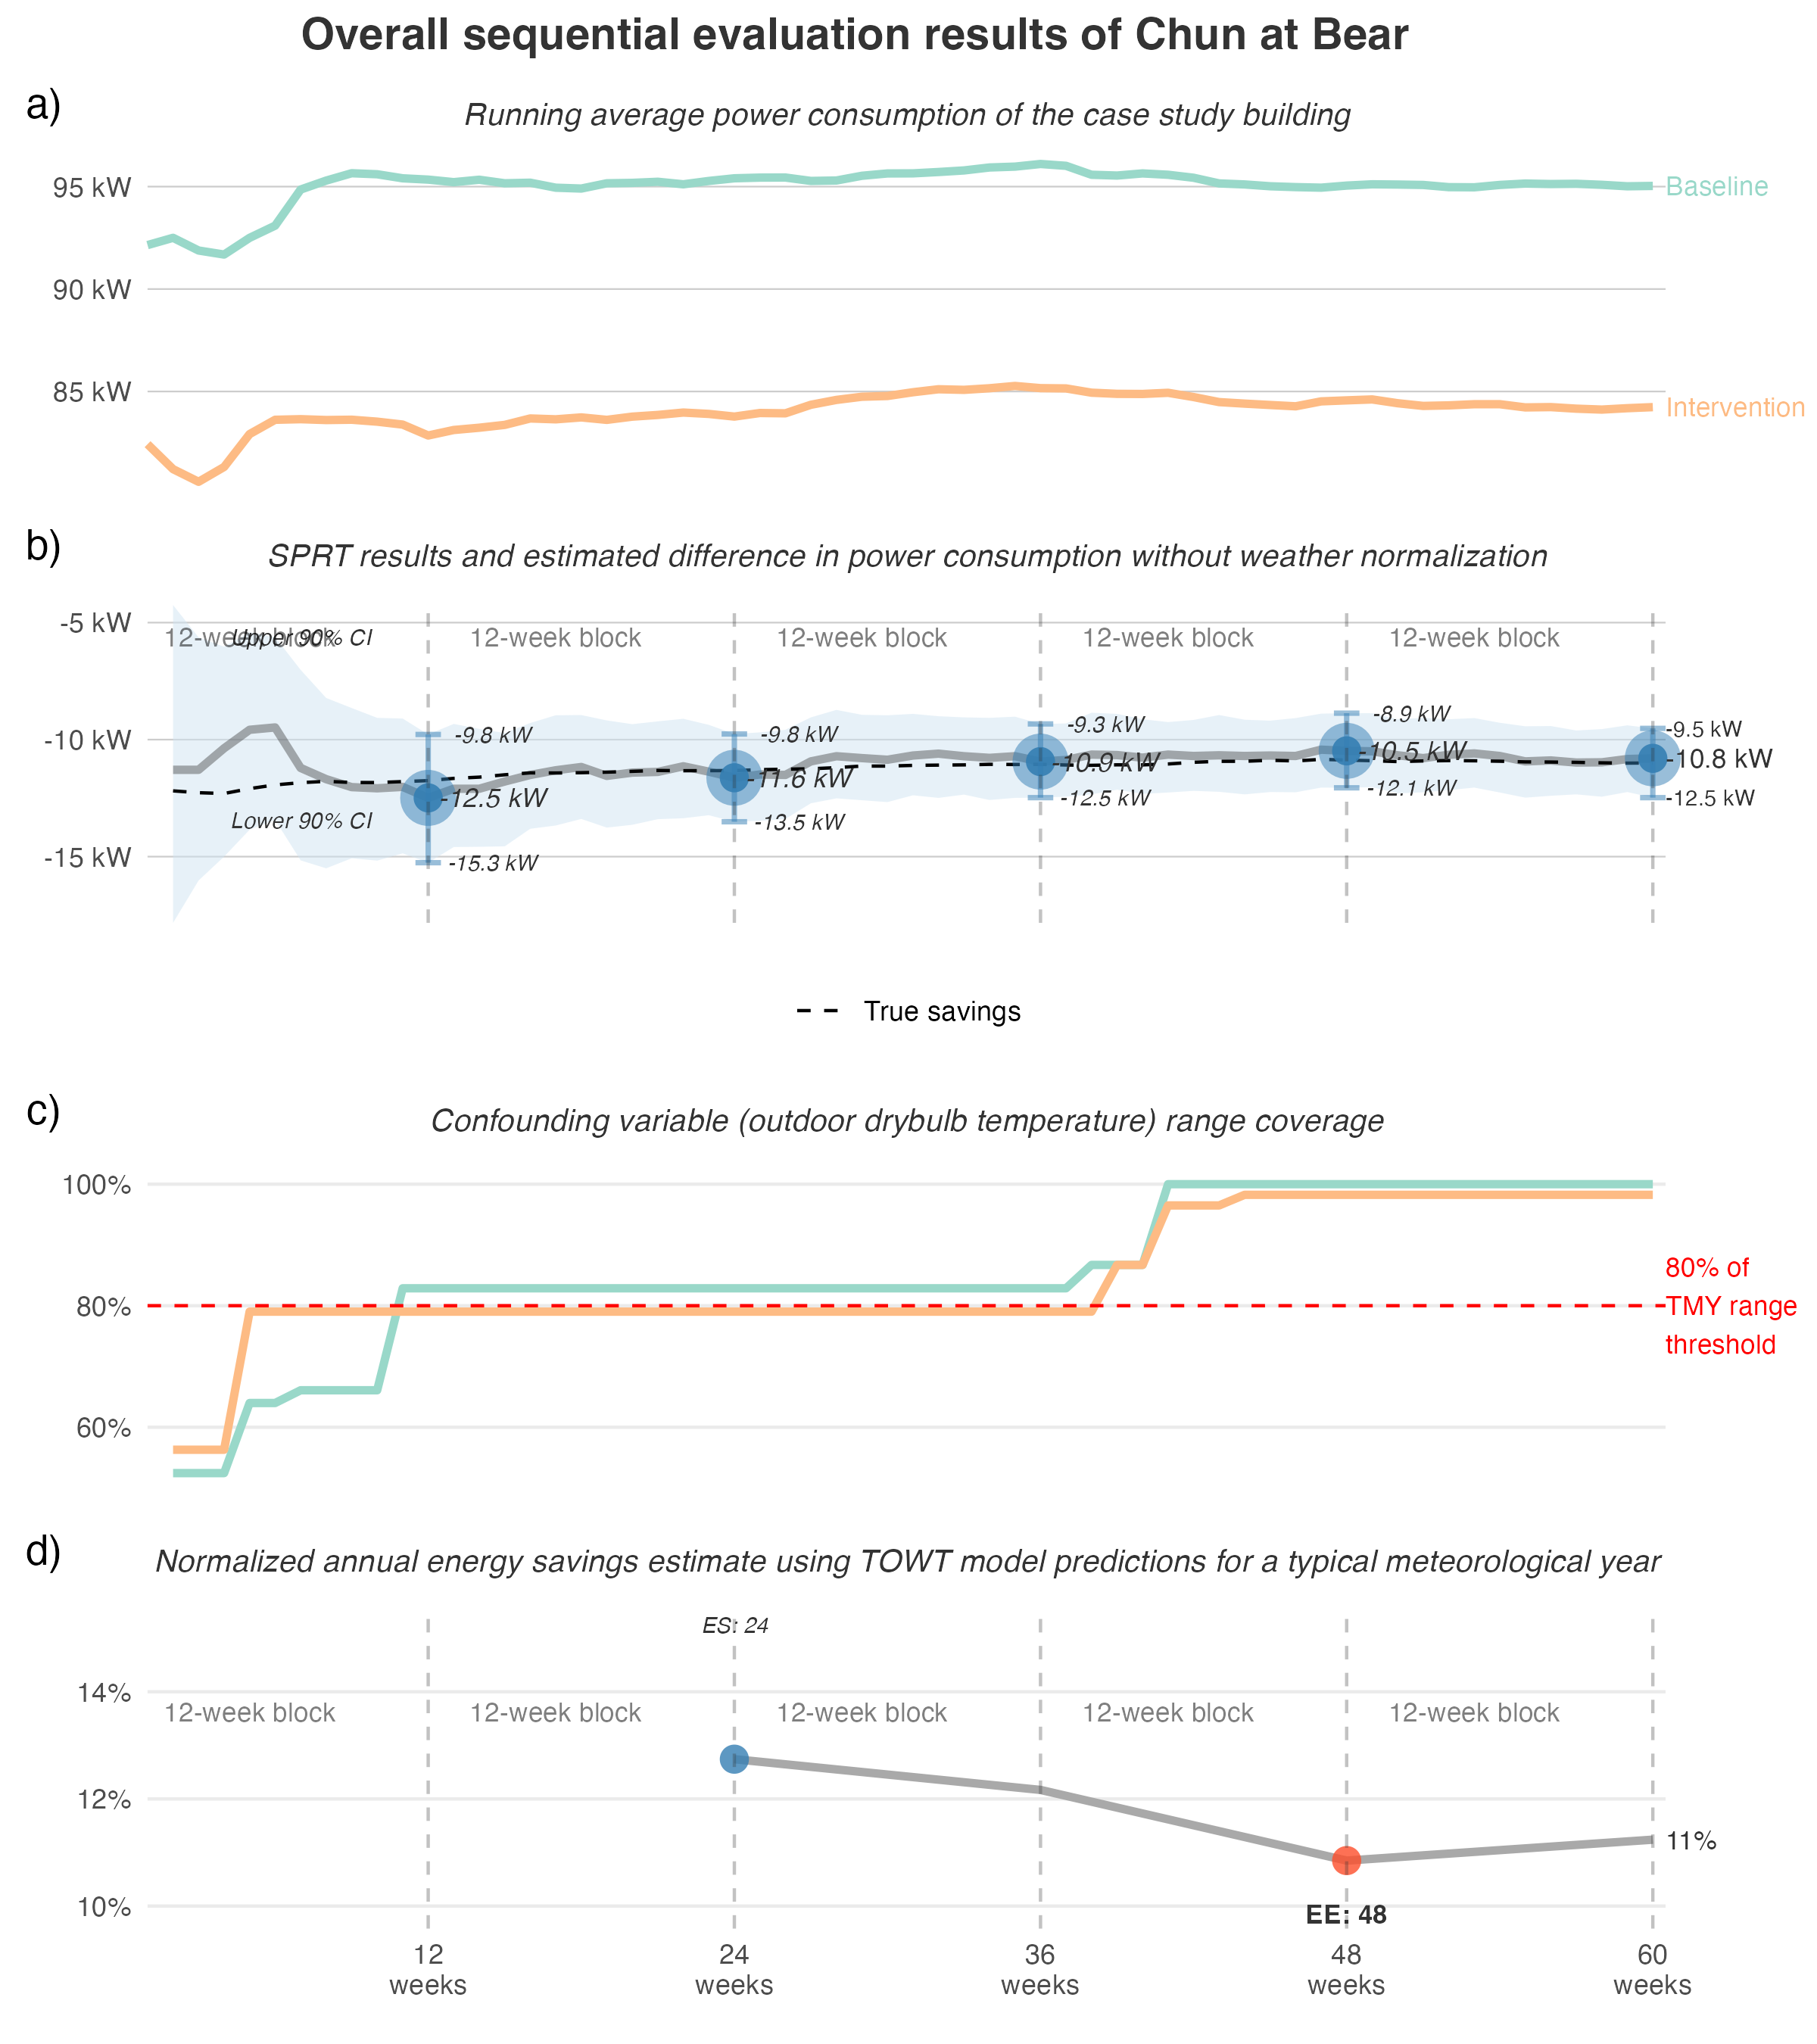 Overall sequential evaluation results of Chun at Bear
a)
Running average power consumption of the case study building
95 kW
Baseline
90 kW
85 kW
Intervention
b)
SPRT results and estimated difference in power consumption without weather normalization
-5 kW
12-week block
Upper 90% CI
12-week block
12-week block
12-week block
12-week block
-9.8 kW
-9.8 kW
-9.3 kW
-8.9 kW
-9.5 kW
-10 kW
-12.5 kW
-11.6 kW
-10.9 kW
-10.5 kW
-10.8 kW
Lower 90% CI
-15.3 kW
-13.5 kW
-12.5 kW
-12.1 kW
-12.5 kW
-15 kW
True savings
c)
Confounding variable (outdoor drybulb temperature) range coverage
100%
80%
60%
80% of
TMY range
threshold
d)
Normalized annual energy savings estimate using TOWT model predictions for a typical meteorological year
ES: 24
14%
12-week block
12-week block
12-week block
12-week block
12-week block
12%
11%
10%
EE: 48
12
weeks
24
weeks
36
weeks
48
weeks
60
weeks